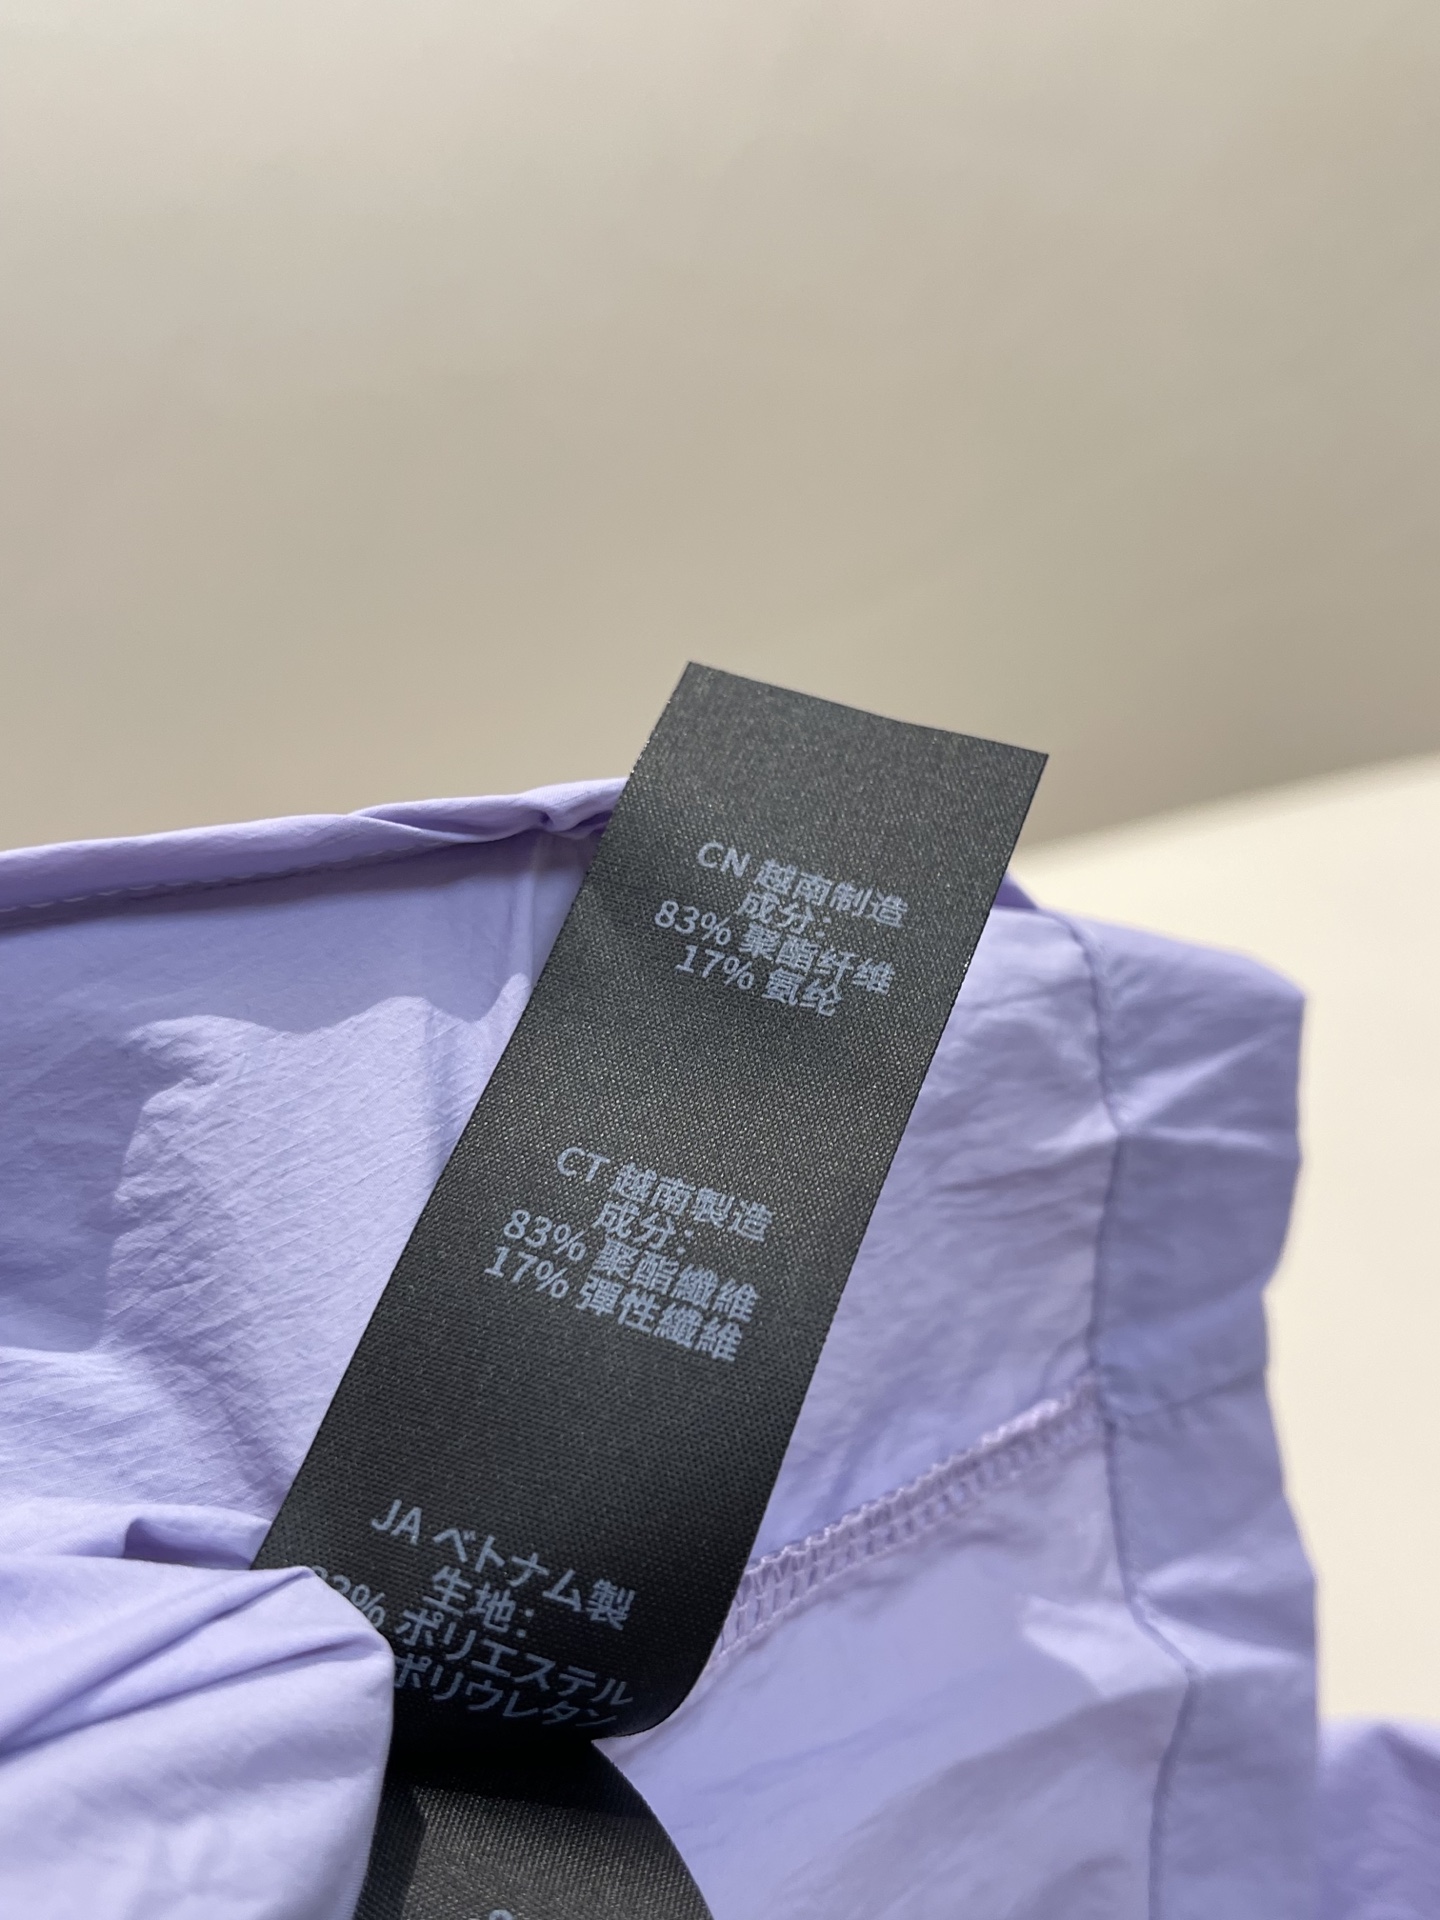 CN 越南制造
成分:
83% 聚酯纤维
17% 氨纶
CT 越南製造
成分:
83% 聚酯纖維
17% 彈性纖維
JA ベトナム製
生地:
ポリエステル
ポリウレタン